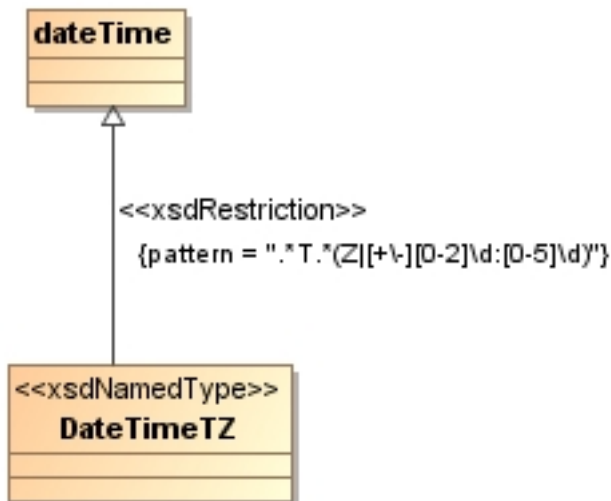 dateTime
<<xsdRestriction>>
{pattern = ".*T.*(Z|[+\-][0-2]\d:[0-5]\d)"}
<<xsdNamedType>>
DateTimeTZ